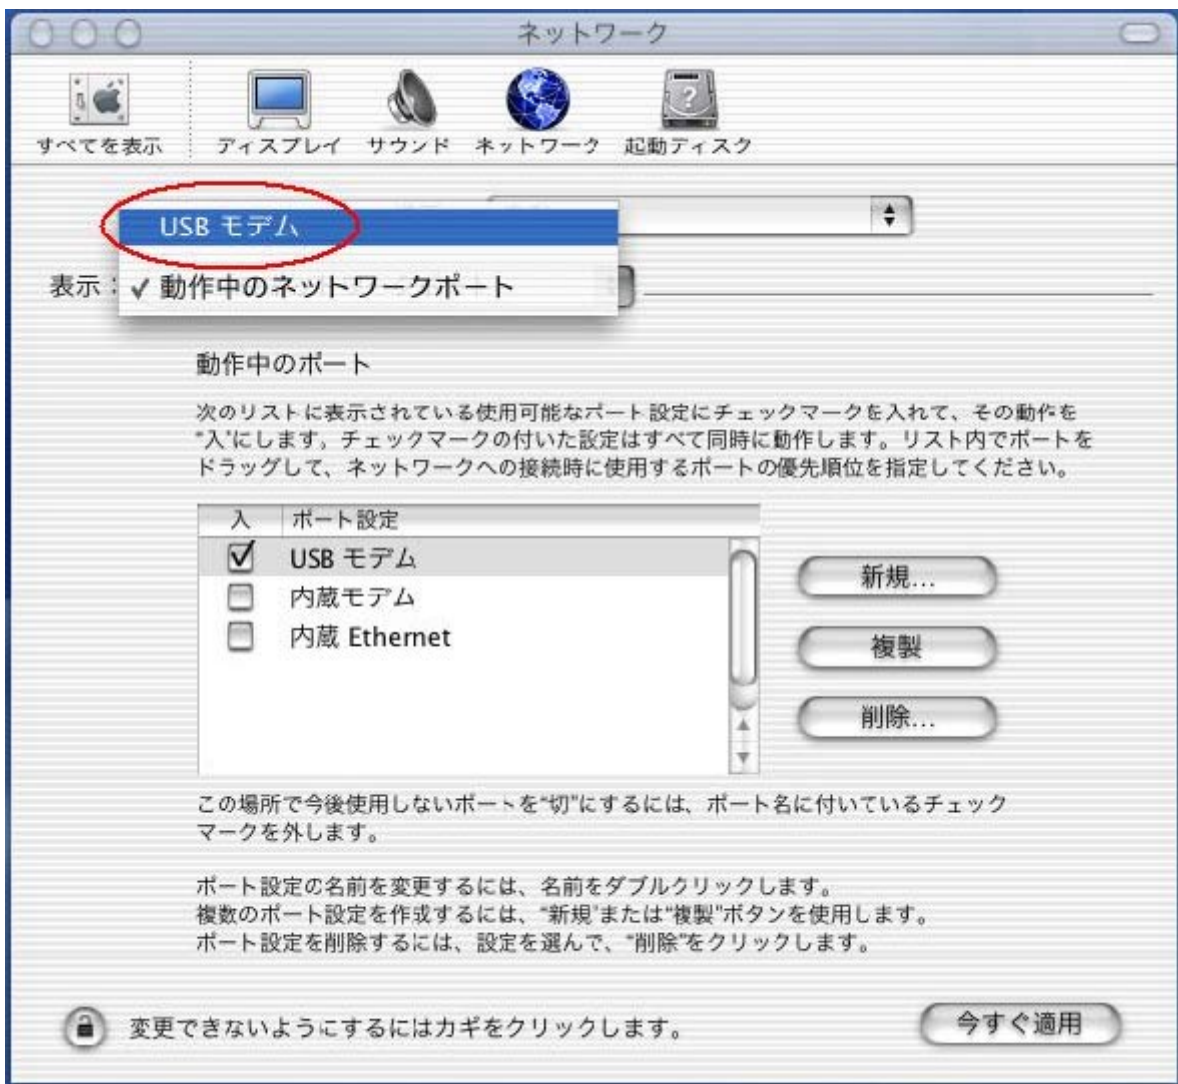 ネットワーク
すべてを表示 ディスプレイ サウンド ネットワーク 起動ディスク
USB モデム
表示： ✓ 動作中のネットワークポート
動作中のポート
次のリストに表示されている使用可能なポート設定にチェックマークを入れて、その動作を
“入”にします。チェックマークの付いた設定はすべて同時に動作します。リスト内でポートを
ドラッグして、ネットワークへの接続時に使用するポートの優先順位を指定してください。
入 ポート設定
USB モデム
内蔵モデム
内蔵 Ethernet
新規...
複製
削除...
この場所で今後使用しないポートを“切”にするには、ポート名に付いているチェック
マークを外します。
ポート設定の名前を変更するには、名前をダブルクリックします。
複数のポート設定を作成するには、“新規”または“複製”ボタンを使用します。
ポート設定を削除するには、設定を選んで、“削除”をクリックします。
変更できないようにするにはカギをクリックします。
今すぐ適用